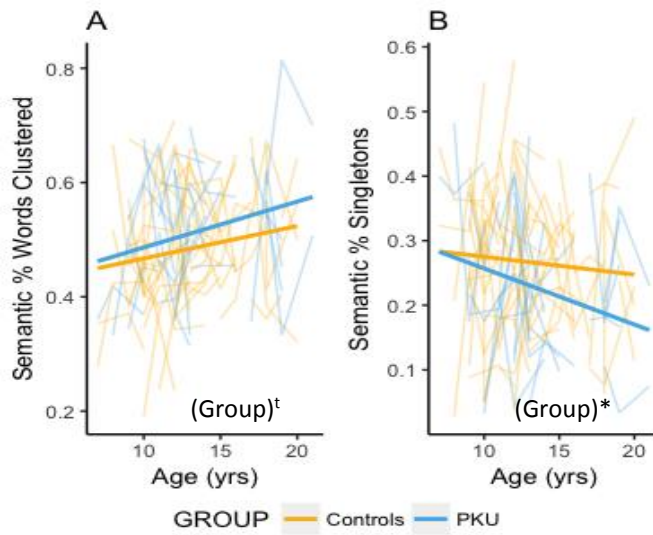 A
B
Semantic % Words Clustered
0.8
0.6
0.4
0.2
(Group)ᵗ
10
15
20
Age (yrs)
Semantic % Singletons
0.6
0.5
0.4
0.3
0.2
0.1
(Group)*
10
15
20
Age (yrs)
GROUP Controls PKU